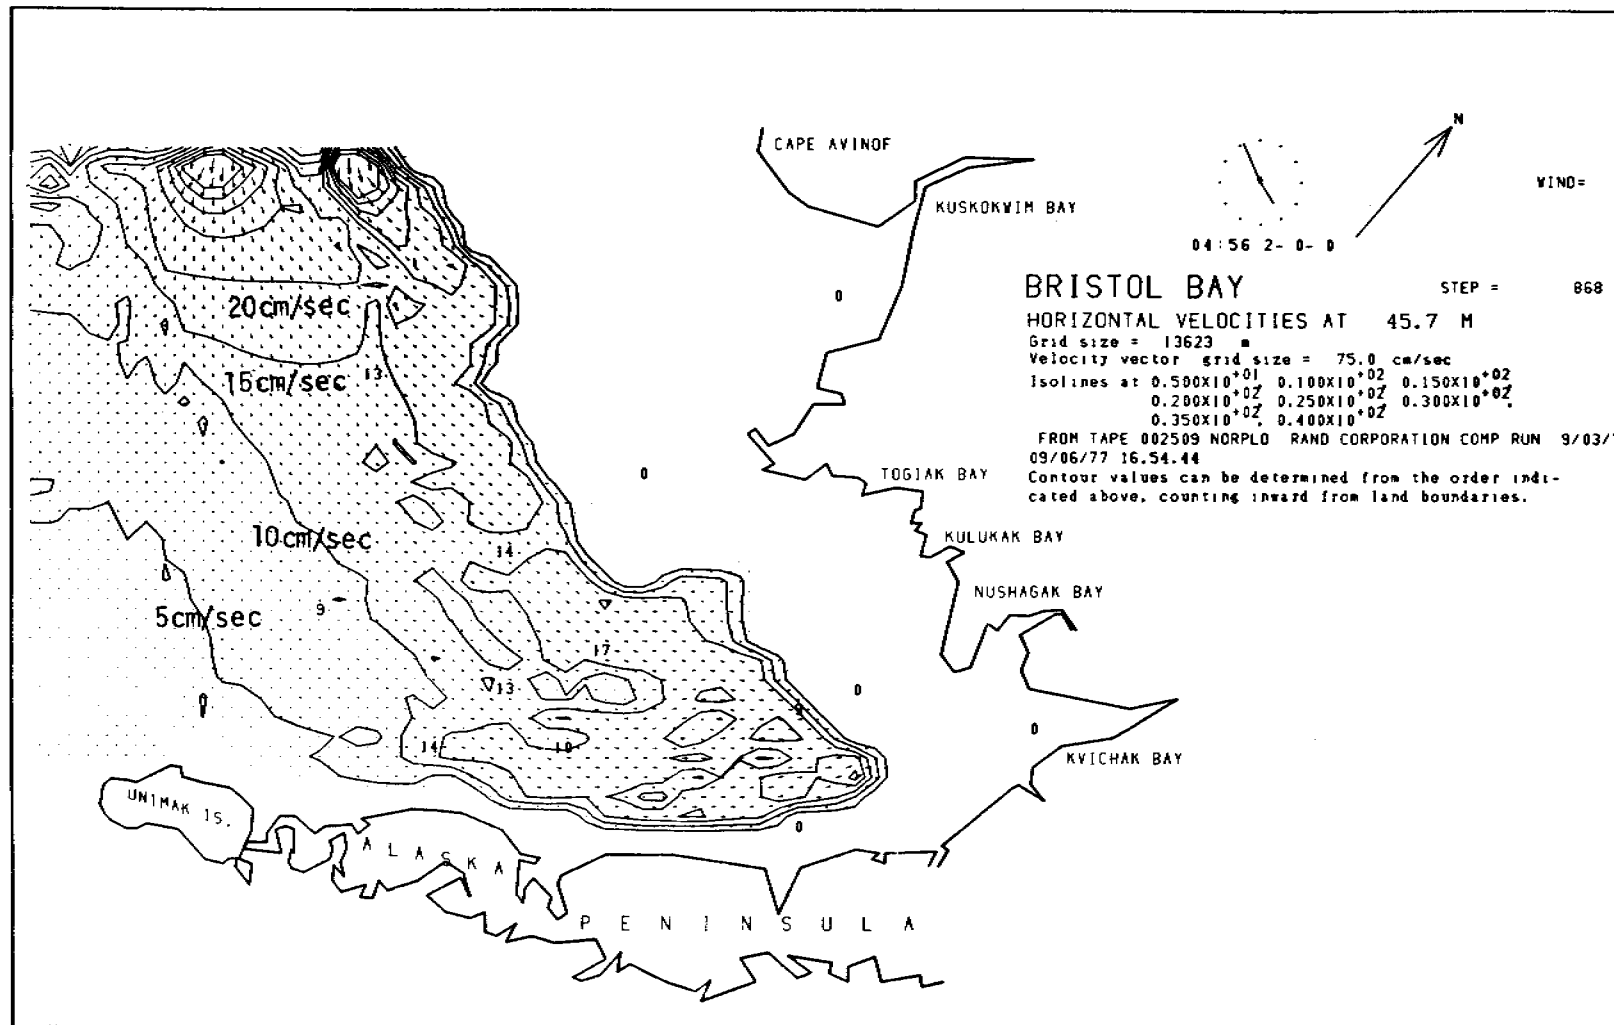 CAPE AVINOF
N
WIND=
KUSKOKWIM BAY
04:56 2- 0- 0
0
BRISTOL BAY
STEP = 868
HORIZONTAL VELOCITIES AT 45.7 M
Grid size = 13623 m
Velocity vector grid size = 75.0 cm/sec
Isolines at 0.500X10+01, 0.100X10+02, 0.150X10+02,
0.200X10+02, 0.250X10+02, 0.300X10+02,
0.350X10+02, 0.400X10+02
FROM TAPE 002509 NORPLO RAND CORPORATION COMP RUN 9/03/
09/06/77 16.54.44
Contour values can be determined from the order indi-
cated above, counting inward from land boundaries.
20cm/sec
15cm/sec
13
0
TOGIAK BAY
10cm/sec
14
KULUKAK BAY
NUSHAGAK BAY
5cm/sec
9
17
13
0
0
14
KVICHAK BAY
UNIMAK IS.
0
ALASKA
PENINSULA